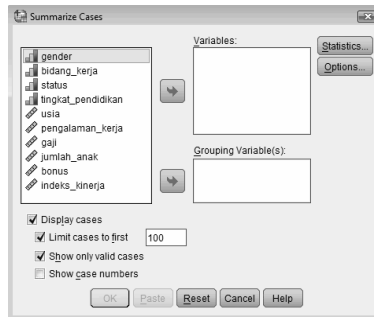 Summarize Cases
gender
bidang_kerja
status
tingkat_pendidikan
usia
pengalaman_kerja
gaji
jumlah_anak
bonus
indeks_kinerja
Variables:
Grouping Variable(s):
Statistics...
Options...
Display cases
Limit cases to first 100
Show only valid cases
Show case numbers
OK Paste Reset Cancel Help